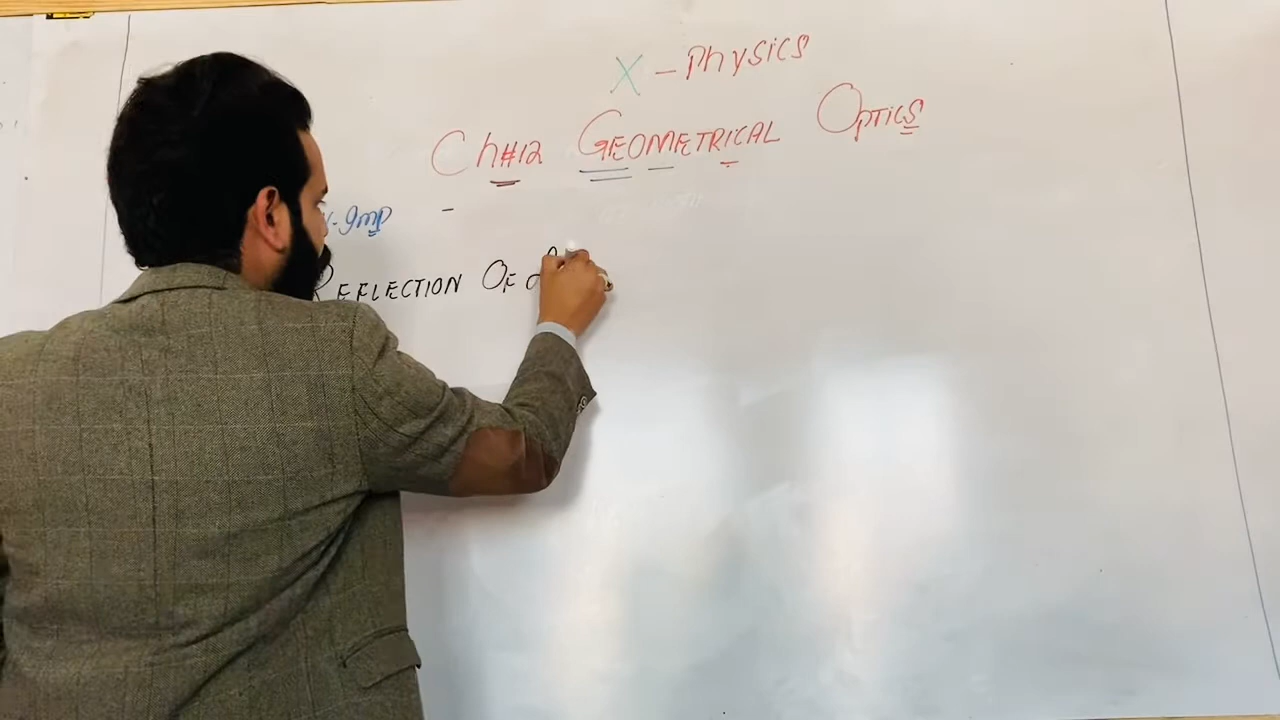 X - Physics
Ch#12 GEOMETRICAL OPTICS
Imp -
REFLECTION OF